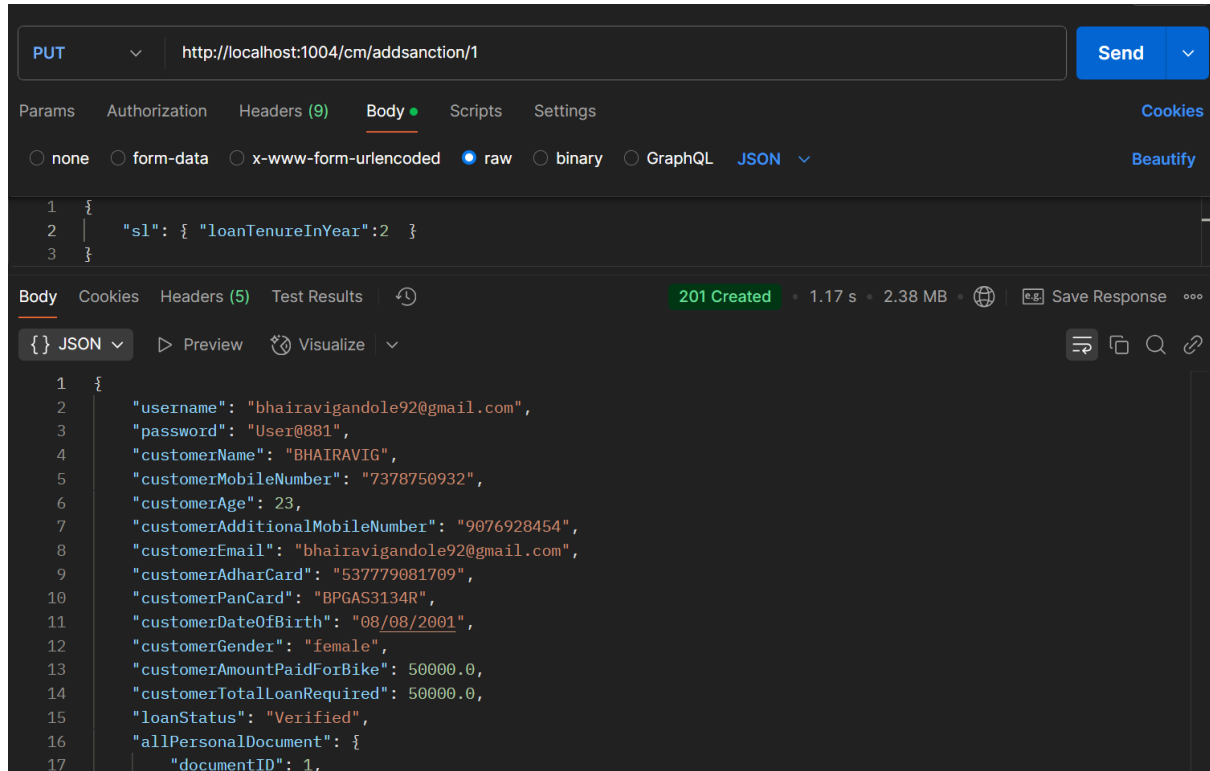 PUT http://localhost:1004/cm/addsanction/1 Send
Params Authorization Headers (9) Body Scripts Settings Cookies
none form-data x-www-form-urlencoded raw binary GraphQL JSON Beautify
1 {
2 "sl": { "loanTenureInYear":2 }
3 }
Body Cookies Headers (5) Test Results 201 Created • 1.17 s • 2.38 MB • e.g. Save Response
{} JSON Preview Visualize
1 {
2 "username": "bhairavigandole92@gmail.com",
3 "password": "User@881",
4 "customerName": "BHAIRAVIG",
5 "customerMobileNumber": "7378750932",
6 "customerAge": 23,
7 "customerAdditionalMobileNumber": "9076928454",
8 "customerEmail": "bhairavigandole92@gmail.com",
9 "customerAdharCard": "537779081709",
10 "customerPanCard": "BPGAS3134R",
11 "customerDateOfBirth": "08/08/2001",
12 "customerGender": "female",
13 "customerAmountPaidForBike": 50000.0,
14 "customerTotalLoanRequired": 50000.0,
15 "loanStatus": "Verified",
16 "allPersonalDocument": {
17 "documentID": 1,